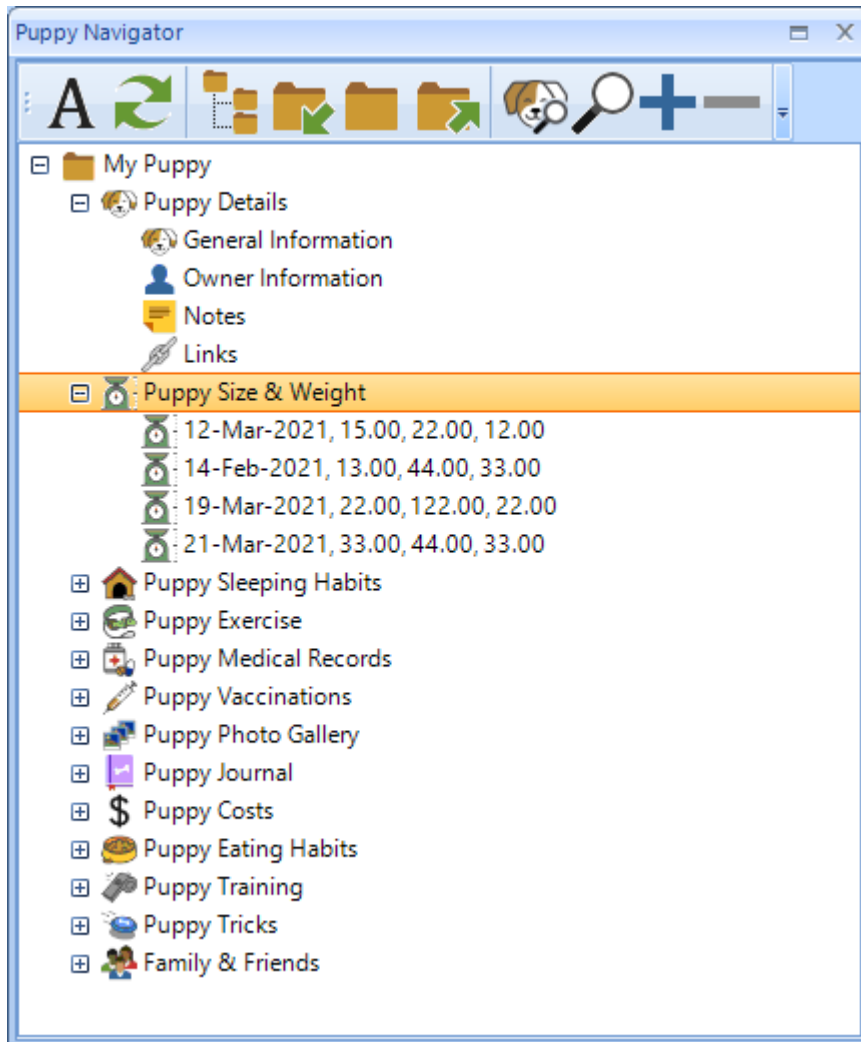 Puppy Navigator
A
My Puppy
Puppy Details
General Information
Owner Information
Notes
Links
Puppy Size & Weight
12-Mar-2021, 15.00, 22.00, 12.00
14-Feb-2021, 13.00, 44.00, 33.00
19-Mar-2021, 22.00, 122.00, 22.00
21-Mar-2021, 33.00, 44.00, 33.00
Puppy Sleeping Habits
Puppy Exercise
Puppy Medical Records
Puppy Vaccinations
Puppy Photo Gallery
Puppy Journal
$ Puppy Costs
Puppy Eating Habits
Puppy Training
Puppy Tricks
Family & Friends